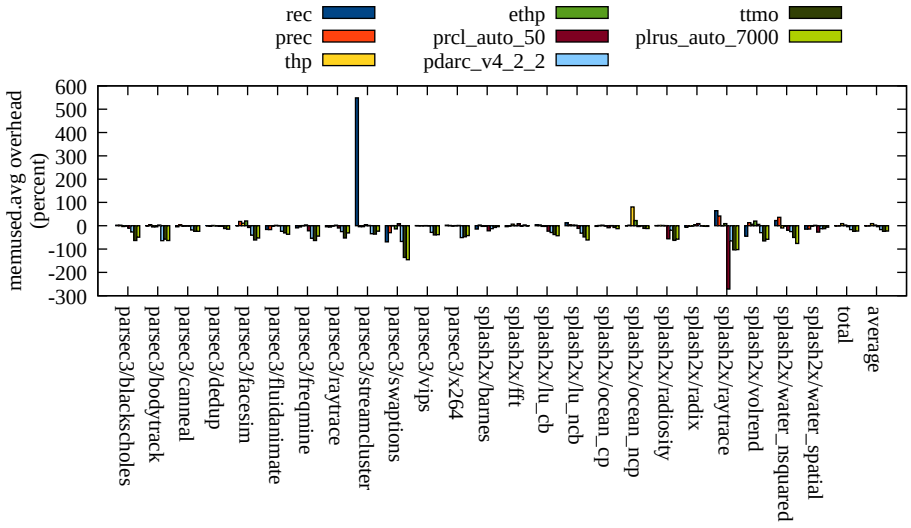 rec
prec
thp
ethp
prcl_auto_50
pdarc_v4_2_2
ttmo
plrus_auto_7000
memused.avg overhead
(percent)
600
500
400
300
200
100
0
-100
-200
-300
parsec3/blackscholes
parsec3/bodytrack
parsec3/canneal
parsec3/dedup
parsec3/facesim
parsec3/fluidanimate
parsec3/freqmine
parsec3/raytrace
parsec3/streamcluster
parsec3/swaptions
parsec3/vips
parsec3/x264
splash2x/barnes
splash2x/fft
splash2x/lu_cb
splash2x/lu_ncb
splash2x/ocean_cp
splash2x/ocean_ncp
splash2x/radiosity
splash2x/radix
splash2x/raytrace
splash2x/volrend
splash2x/water_nsquared
splash2x/water_spatial
total
average